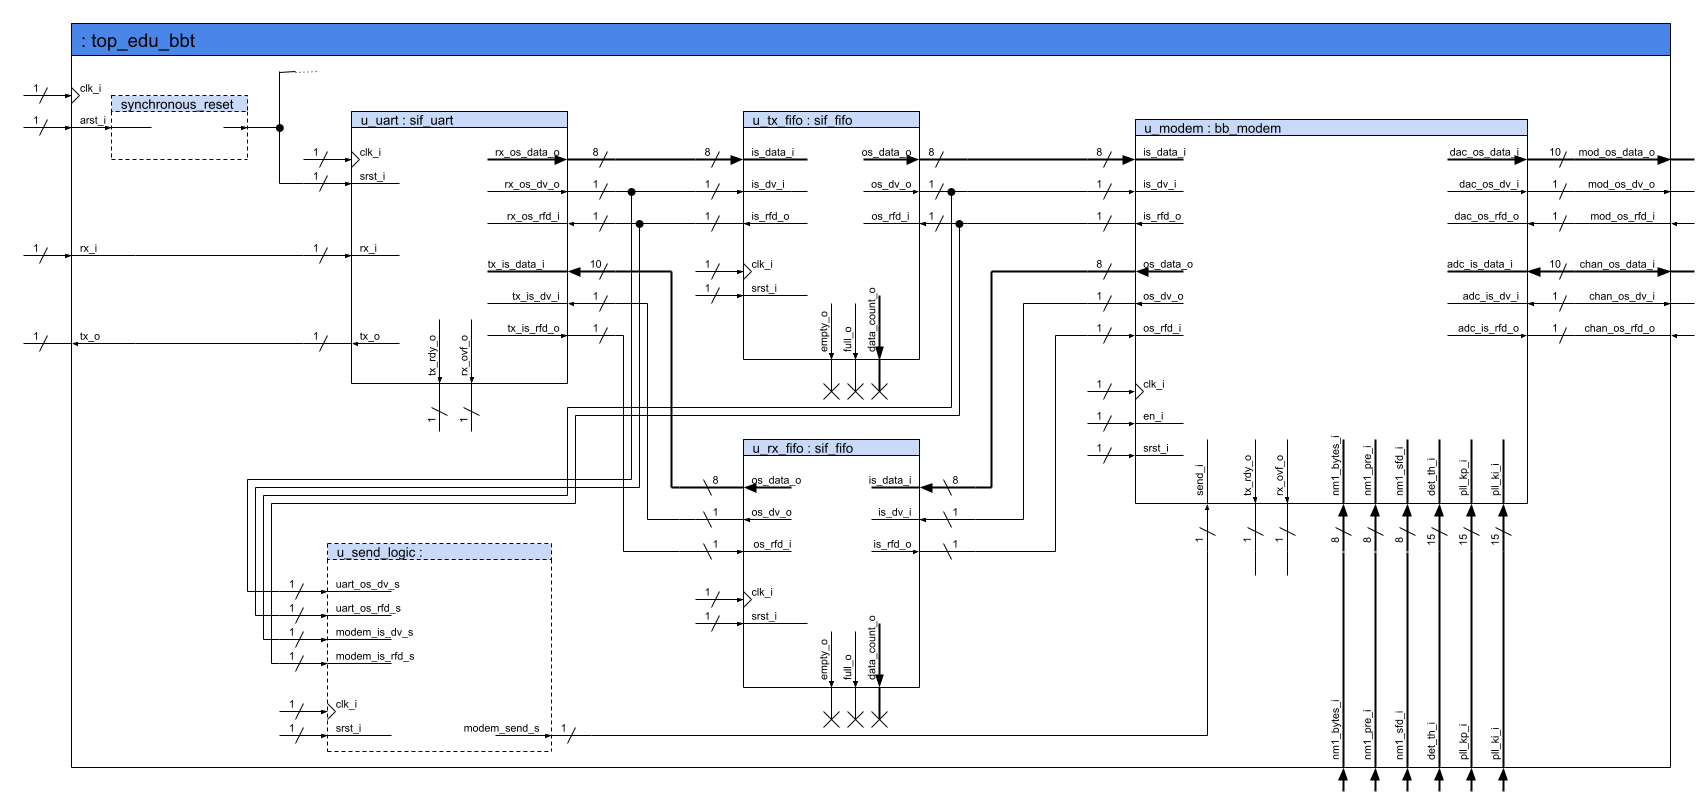 : top_edu_bbt
1
clk_i
1
arst_i
synchronous_reset
1
rx_i
1
tx_o
u_uart : sif_uart
1
clk_i
1
srst_i
1
rx_i
1
tx_o
rx_os_data_o
8
rx_os_dv_o
1
rx_os_rfd_i
1
tx_is_data_i
10
tx_is_dv_i
1
tx_is_rfd_o
1
tx_rdy_o
1
rx_ovf_o
1
u_tx_fifo : sif_fifo
8
is_data_i
1
is_dv_i
1
is_rfd_o
1
clk_i
1
srst_i
os_data_o
8
os_dv_o
1
os_rfd_i
1
empty_o
full_o
data_count_o
u_rx_fifo : sif_fifo
8
os_data_o
1
os_dv_o
1
os_rfd_i
is_data_i
8
is_dv_i
1
is_rfd_o
1
1
clk_i
1
srst_i
empty_o
full_o
data_count_o
u_modem : bb_modem
8
is_data_i
1
is_dv_i
1
is_rfd_o
8
os_data_o
1
os_dv_o
1
os_rfd_i
1
clk_i
1
en_i
1
srst_i
dac_os_data_i
10
mod_os_data_o
dac_os_dv_i
1
mod_os_dv_o
dac_os_rfd_o
1
mod_os_rfd_i
adc_is_data_i
10
chan_os_data_i
adc_is_dv_i
1
chan_os_dv_i
adc_is_rfd_o
1
chan_os_rfd_o
send_i
1
tx_rdy_o
1
rx_ovf_o
1
nm1_bytes_i
8
nm1_pre_i
8
nm1_sfd_i
8
det_th_i
15
pll_kp_i
15
pll_ki_i
15
nm1_bytes_i
nm1_pre_i
nm1_sfd_i
det_th_i
pll_kp_i
pll_ki_i
u_send_logic :
1
uart_os_dv_s
1
uart_os_rfd_s
1
modem_is_dv_s
1
modem_is_rfd_s
1
clk_i
1
srst_i
modem_send_s
1